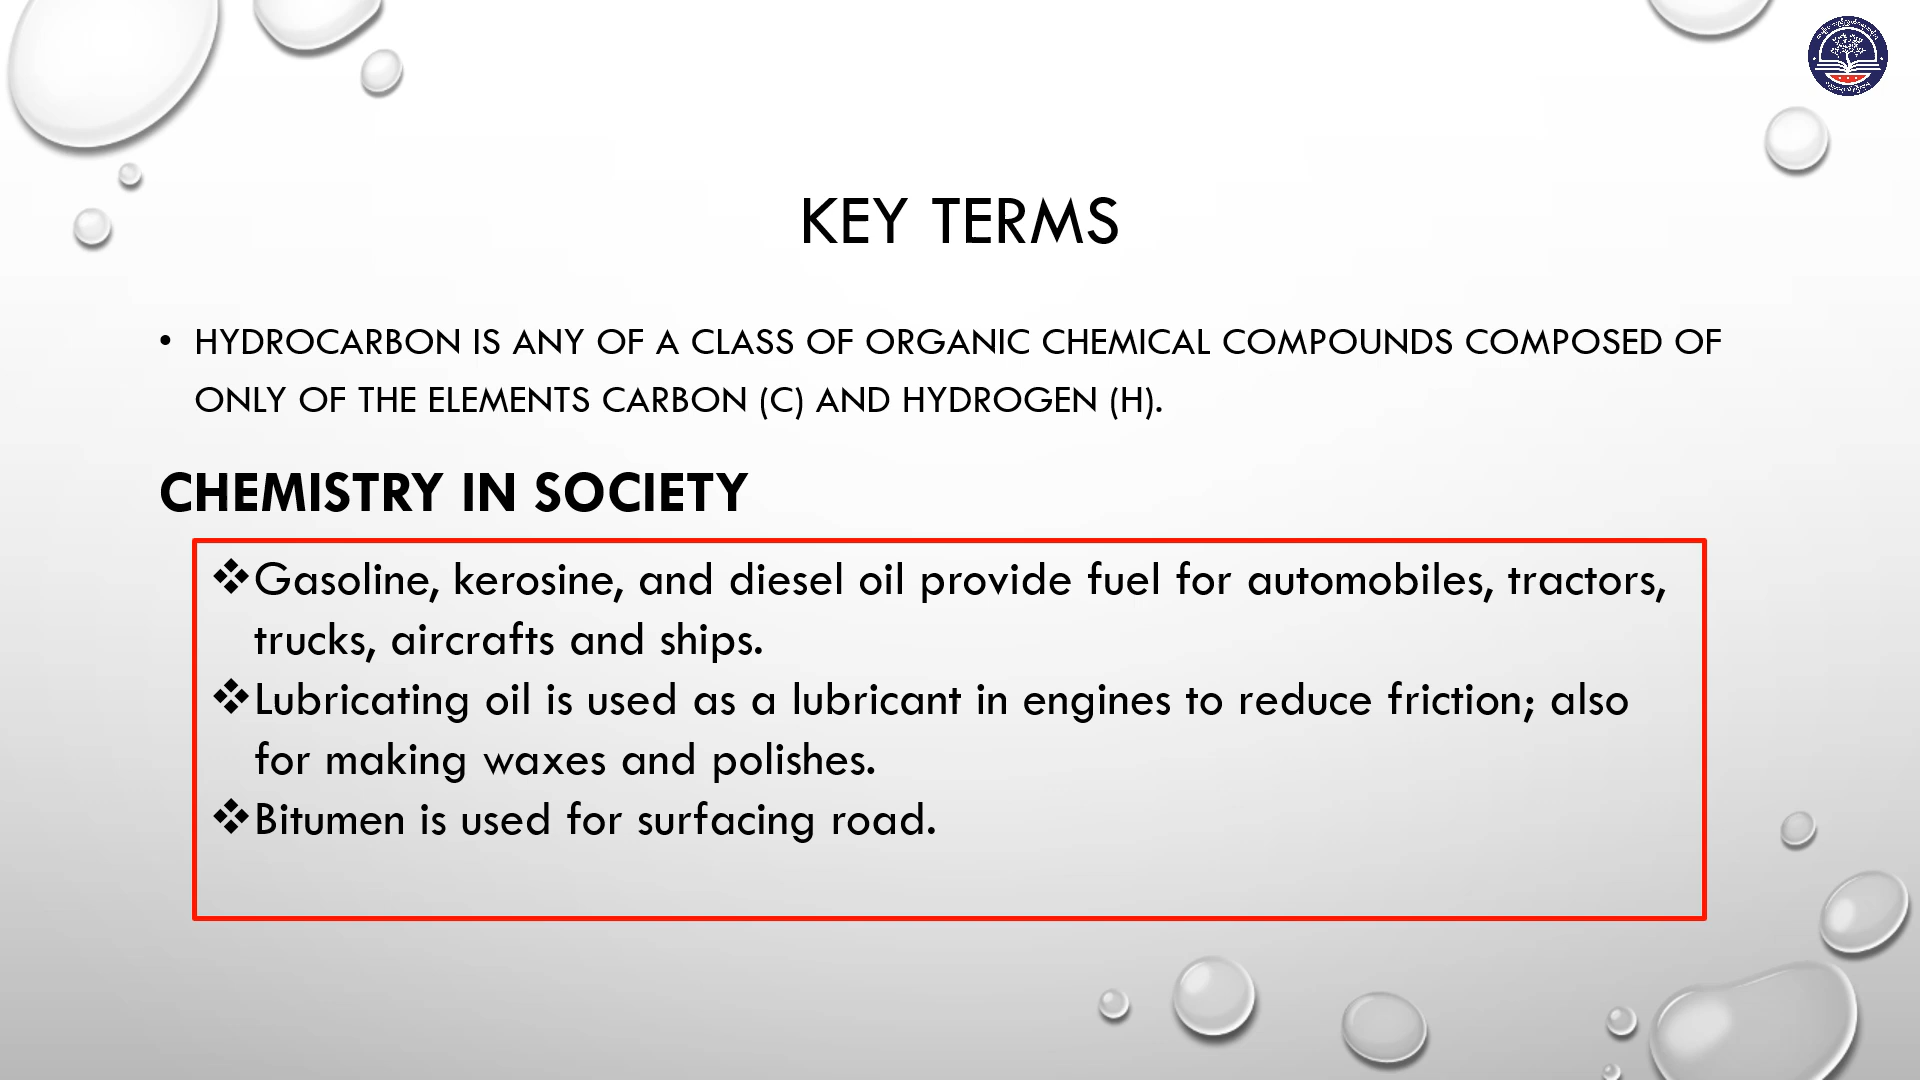 KEY TERMS
• HYDROCARBON IS ANY OF A CLASS OF ORGANIC CHEMICAL COMPOUNDS COMPOSED OF
ONLY OF THE ELEMENTS CARBON (C) AND HYDROGEN (H).
CHEMISTRY IN SOCIETY
❖Gasoline, kerosine, and diesel oil provide fuel for automobiles, tractors,
trucks, aircrafts and ships.
❖Lubricating oil is used as a lubricant in engines to reduce friction; also
for making waxes and polishes.
❖Bitumen is used for surfacing road.